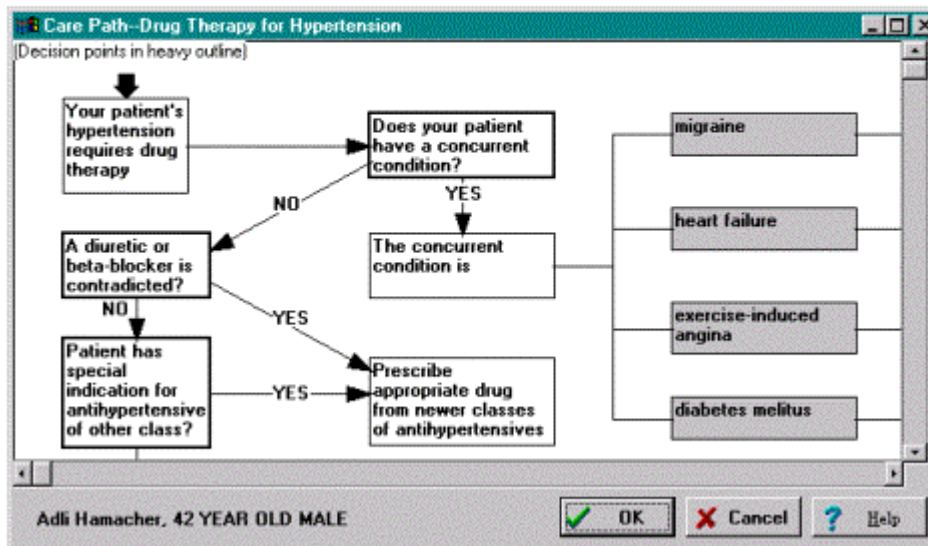 Care Path--Drug Therapy for Hypertension
(Decision points in heavy outline)
Your patient's
hypertension
requires drug
therapy
Does your patient
have a concurrent
condition?
migraine
NO
YES
A diuretic or
beta-blocker is
contradicted?
The concurrent
condition is
heart failure
NO
YES
exercise-induced
angina
Patient has
special
indication for
antihypertensive
of other class?
YES
Prescribe
appropriate drug
from newer classes
of antihypertensives
diabetes melitus
Adli Hamacher, 42 YEAR OLD MALE
OK
Cancel
? Help